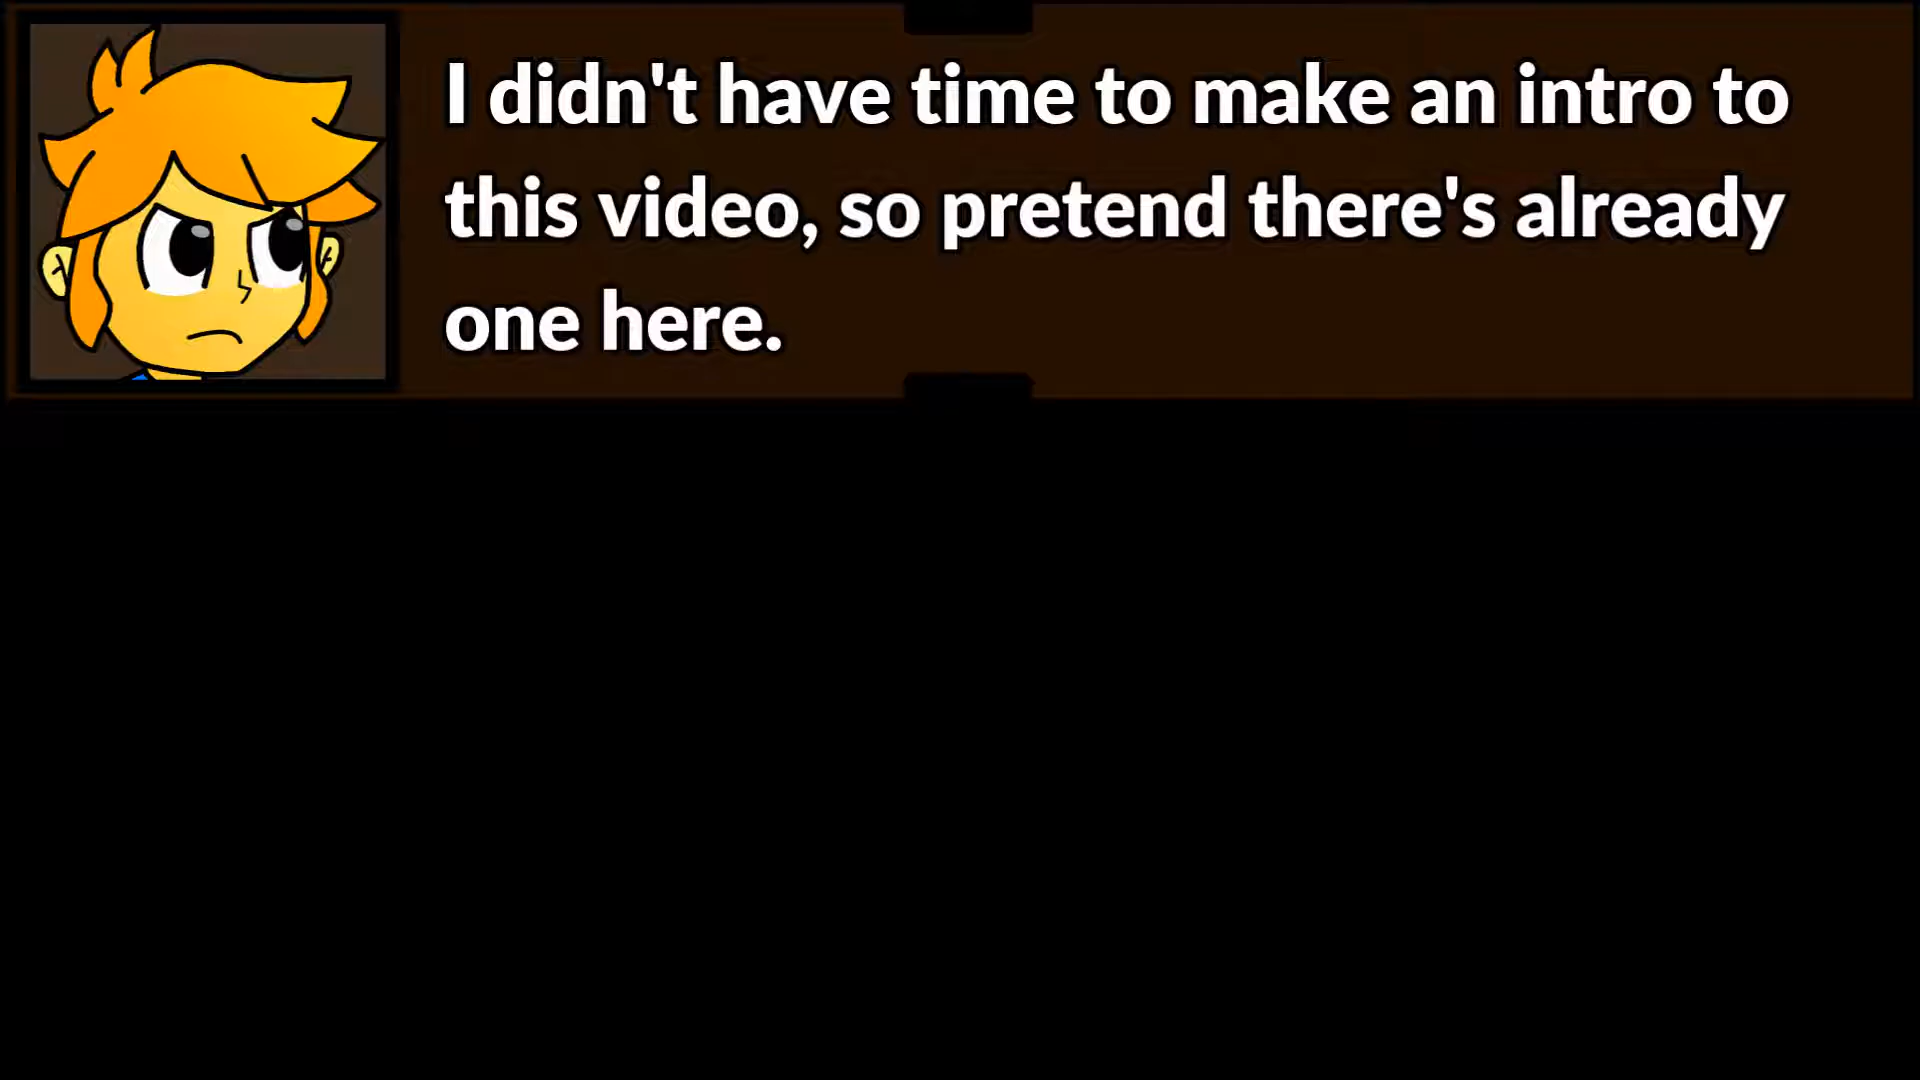 I didn't have time to make an intro to
this video, so pretend there's already
one here.